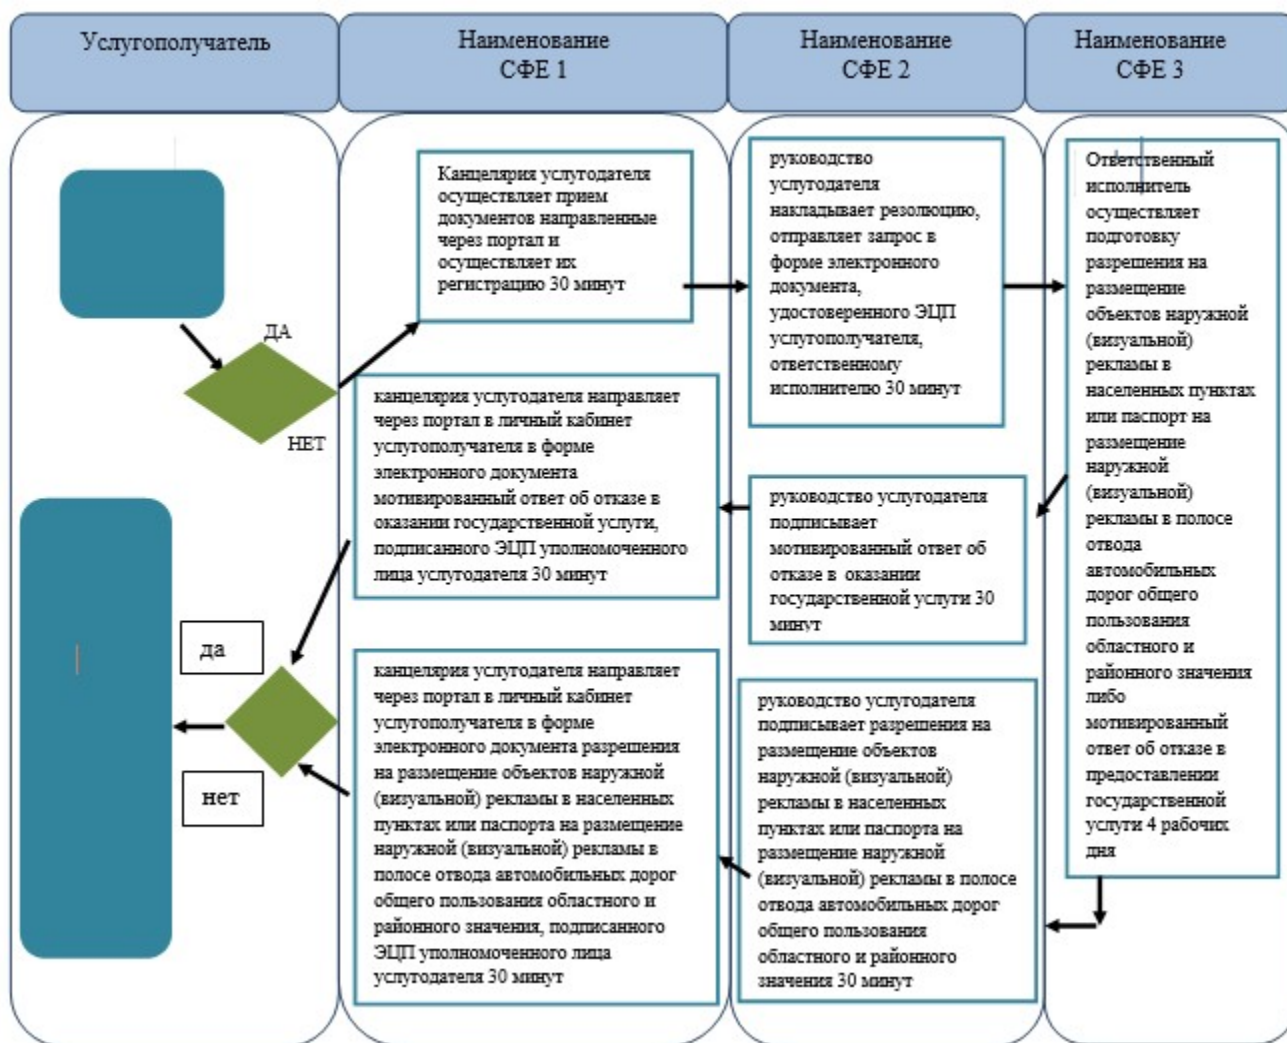 Услугополучатель
Наименование
СФЕ 1
Наименование
СФЕ 2
Наименование
СФЕ 3
ДА
НЕТ
Канцелярия услугодателя
осуществляет прием
документов направленные
через портал и
осуществляет их
регистрацию 30 минут
руководство
услугодателя
накладывает резолюцию,
отправляет запрос в
форме электронного
документа,
удостоверенного ЭЦП
услугополучателя,
ответственному
исполнителю 30 минут
Ответственный
исполнитель
осуществляет
подготовку
разрешения на
размещение
объектов наружной
(визуальной)
рекламы в
населенных пунктах
или паспорт на
размещение
наружной
(визуальной)
рекламы в полосе
отвода
автомобильных
дорог общего
пользования
областного и
районного значения
либо
мотивированный
ответ об отказе в
предоставлении
государственной
услуги 4 рабочих
дня
канцелярия услугодателя направляет
через портал в личный кабинет
услугополучателя в форме
электронного документа
мотивированный ответ об отказе в
оказании государственной услуги,
подписанного ЭЦП уполномоченного
лица услугодателя 30 минут
руководство услугодателя
подписывает
мотивированный ответ об
отказе в оказании
государственной услуги 30
минут
да
нет
канцелярия услугодателя направляет
через портал в личный кабинет
услугополучателя в форме
электронного документа разрешения
на размещение объектов наружной
(визуальной) рекламы в населенных
пунктах или паспорта на размещение
наружной (визуальной) рекламы в
полосе отвода автомобильных дорог
общего пользования областного и
районного значения, подписанного
ЭЦП уполномоченного лица
услугодателя 30 минут
руководство услугодателя
подписывает разрешения на
размещение объектов
наружной (визуальной)
рекламы в населенных
пунктах или паспорта на
размещение наружной
(визуальной) рекламы в полосе
отвода автомобильных дорог
общего пользования
областного и районного
значения 30 минут